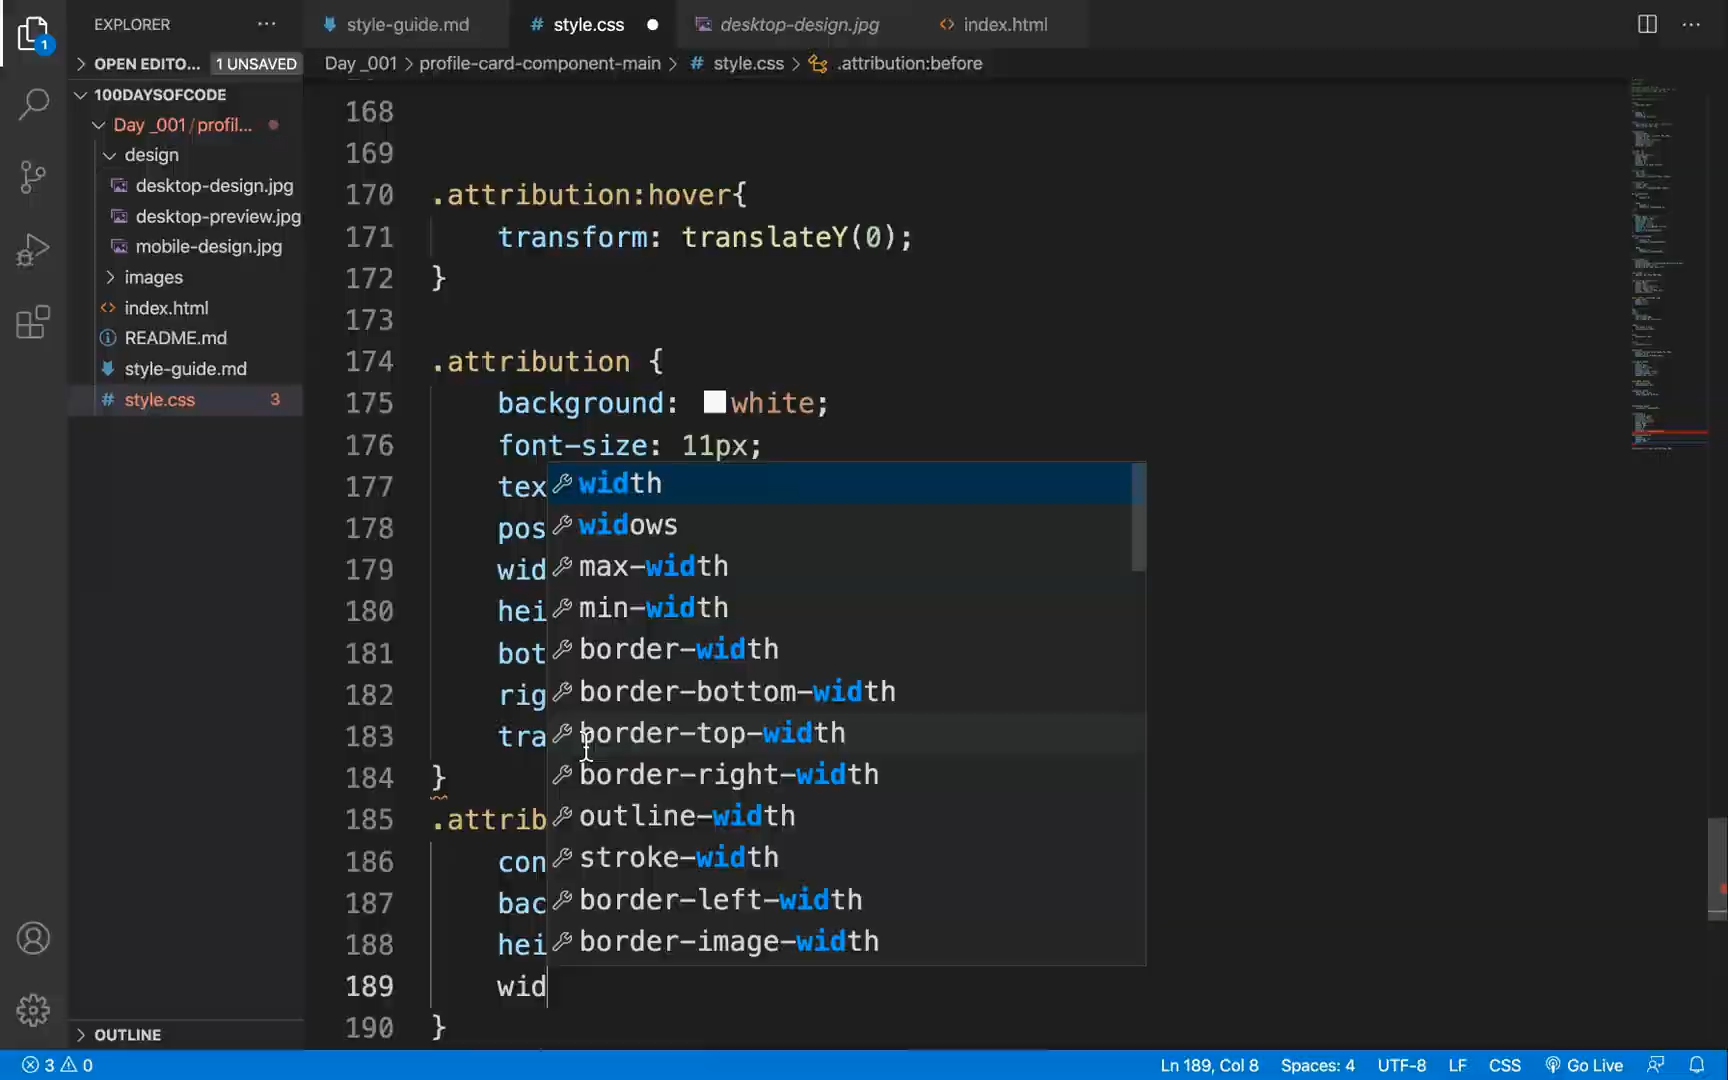 EXPLORER
style-guide.md
# style.css
desktop-design.jpg
<> index.html
1
OPEN EDITO... 1 UNSAVED
Day _001 > profile-card-component-main > # style.css > .attribution:before
100DAYSOFCODE
Day _001/profil...
design
desktop-design.jpg
desktop-preview.jpg
mobile-design.jpg
images
<> index.html
README.md
style-guide.md
# style.css 3
OUTLINE
168
169
170 .attribution:hover{
171 transform: translateY(0);
172 }
173
174 .attribution {
175 background: white;
176 font-size: 11px;
177 tex
178 pos
179 wid
180 hei
181 bot
182 rig
183 tra
184 }
185 .attrib
186 con
187 bac
188 hei
189 wid
190 }
width
widows
max-width
min-width
border-width
border-bottom-width
border-top-width
border-right-width
outline-width
stroke-width
border-left-width
border-image-width
3 0
Ln 189, Col 8 Spaces: 4 UTF-8 LF CSS Go Live